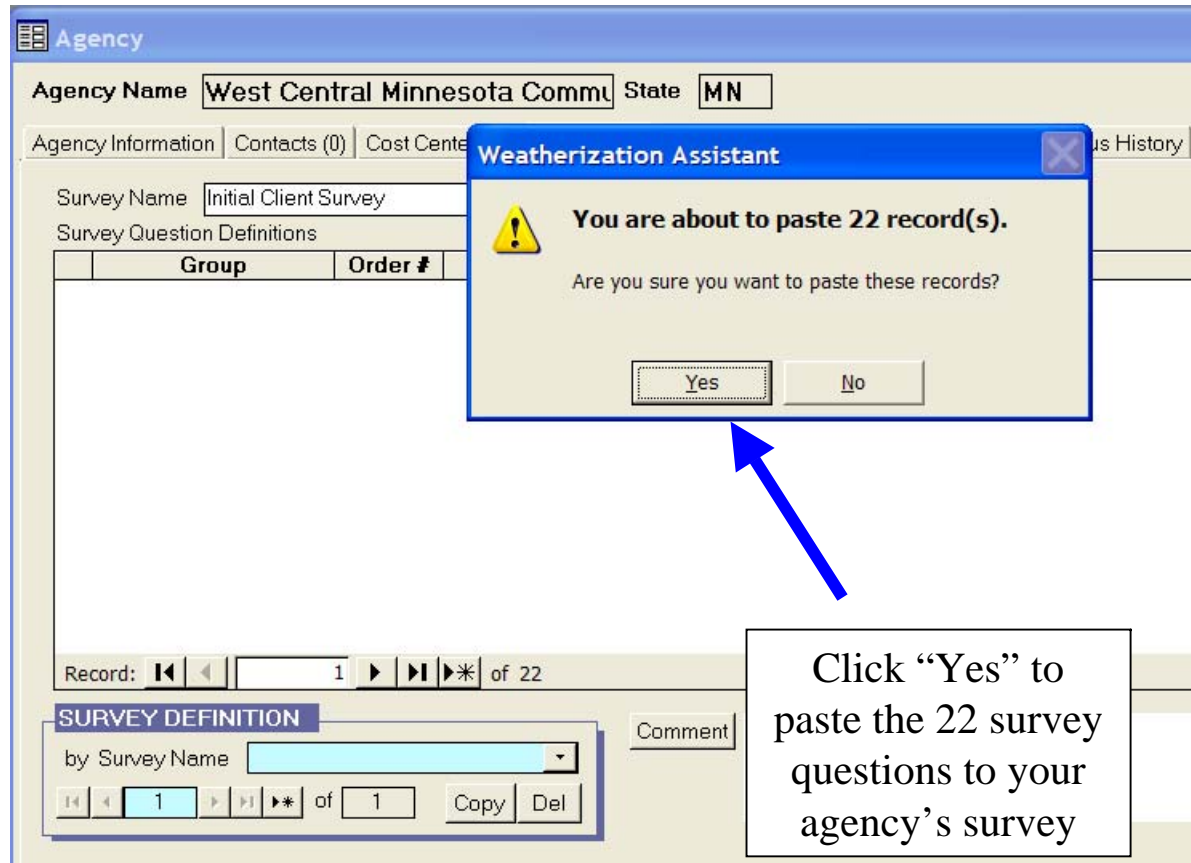 Agency
Agency Name West Central Minnesota Commu State MN
Agency Information Contacts (0) Cost Cente us History
Weatherization Assistant
Survey Name Initial Client Survey
You are about to paste 22 record(s).
Survey Question Definitions
Group Order #
Are you sure you want to paste these records?
Yes No
Record: 1 of 22
Click “Yes” to
paste the 22 survey
questions to your
agency’s survey
SURVEY DEFINITION
by Survey Name
Comment
1 of 1 Copy Del